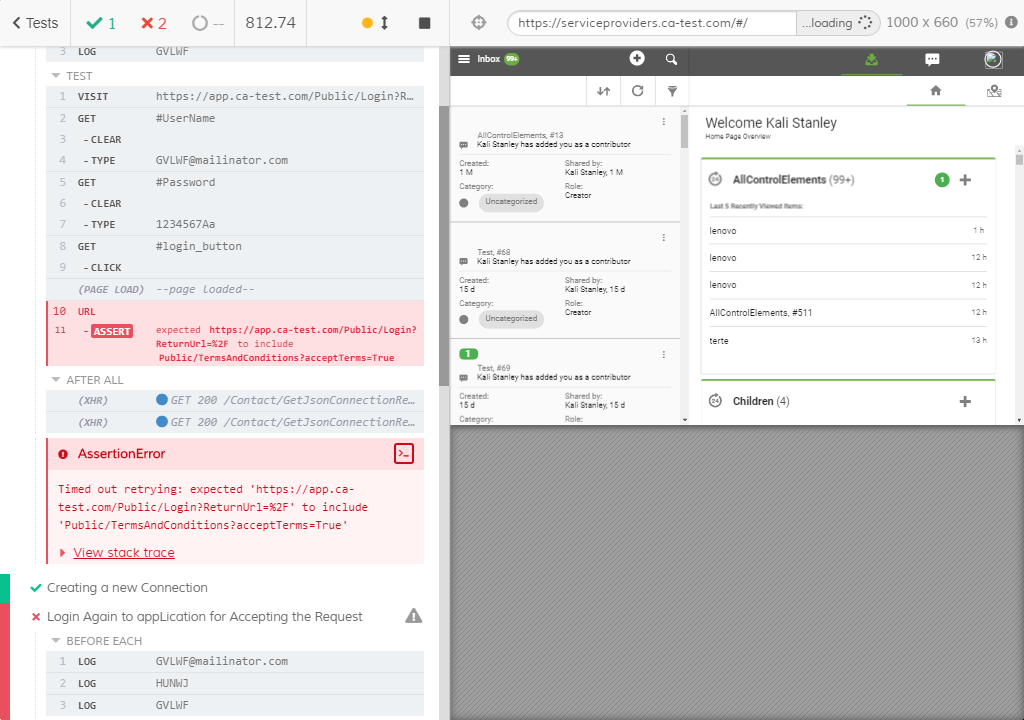 Tests 1 2 -- 812.74
https://serviceproviders.ca-test.com/#/ ...loading 1000 x 660 (57%)
3 LOG GVLWF
TEST
1 VISIT https://app.ca-test.com/Public/Login?R…
2 GET #UserName
3 -CLEAR
4 -TYPE GVLWF@mailinator.com
5 GET #Password
6 -CLEAR
7 -TYPE 1234567Aa
8 GET #login_button
9 -CLICK
(PAGE LOAD) --page loaded--
10 URL
11 -ASSERT expected https://app.ca-test.com/Public/Login?
ReturnUrl=%2F to include
Public/TermsAndConditions?acceptTerms=True
AFTER ALL
(XHR) GET 200 /Contact/GetJsonConnectionRe…
(XHR) GET 200 /Contact/GetJsonConnectionRe…
AssertionError
Timed out retrying: expected 'https://app.ca-
test.com/Public/Login?ReturnUrl=%2F' to include
'Public/TermsAndConditions?acceptTerms=True'
View stack trace
Creating a new Connection
Login Again to appLication for Accepting the Request
BEFORE EACH
1 LOG GVLWF@mailinator.com
2 LOG HUNWJ
3 LOG GVLWF
Inbox 99+
AllControlElements, #13
Kali Stanley has added you as a contributor
Created: Shared by:
1 M Kali Stanley, 1 M
Category: Role:
Uncategorized Creator
Test, #68
Kali Stanley has added you as a contributor
Created: Shared by:
15 d Kali Stanley, 15 d
Category: Role:
Uncategorized Creator
1
Test, #69
Kali Stanley has added you as a contributor
Created: Shared by:
15 d Kali Stanley, 15 d
Category: Role:
Welcome Kali Stanley
Home Page Overview
24 AllControlElements (99+) 1
Last 5 Recently Viewed Items:
lenovo 1 h
lenovo 12 h
lenovo 12 h
AllControlElements, #511 12 h
terte 13 h
24 Children (4)